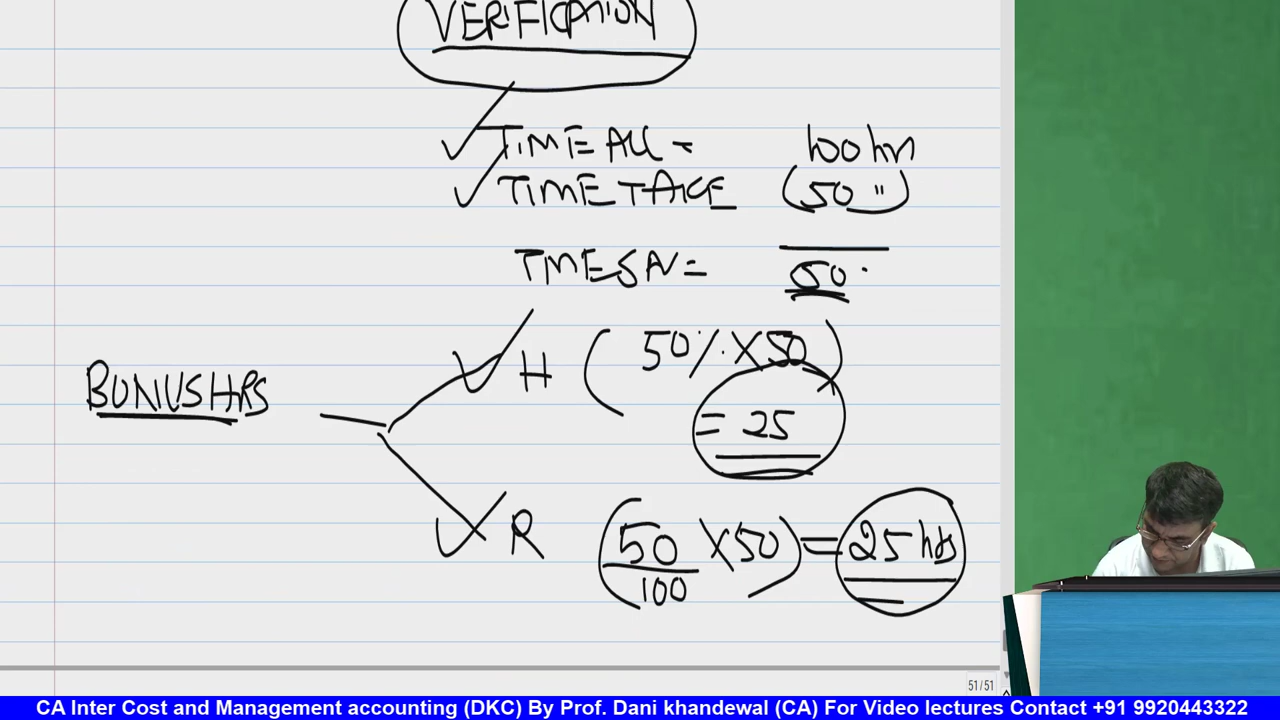 VERIFICATION
TIME ALL = 100 hrs
TIME TAKE (50 ")
TIME SAV = 50
BONUS HRS
H (50% X 50)
= 25
R (50/100 X 50) = 25 hrs
51/51
CA Inter Cost and Management accounting (DKC) By Prof. Dani khandewal (CA) For Video lectures Contact +91 9920443322